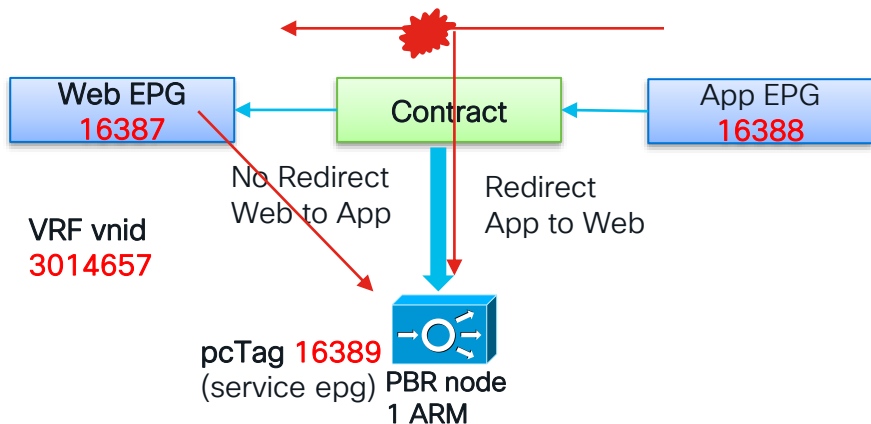 Web EPG
16387
Contract
App EPG
16388
No Redirect
Web to App
Redirect
App to Web
VRF vnid
3014657
pcTag 16389
(service epg)
PBR node
1 ARM